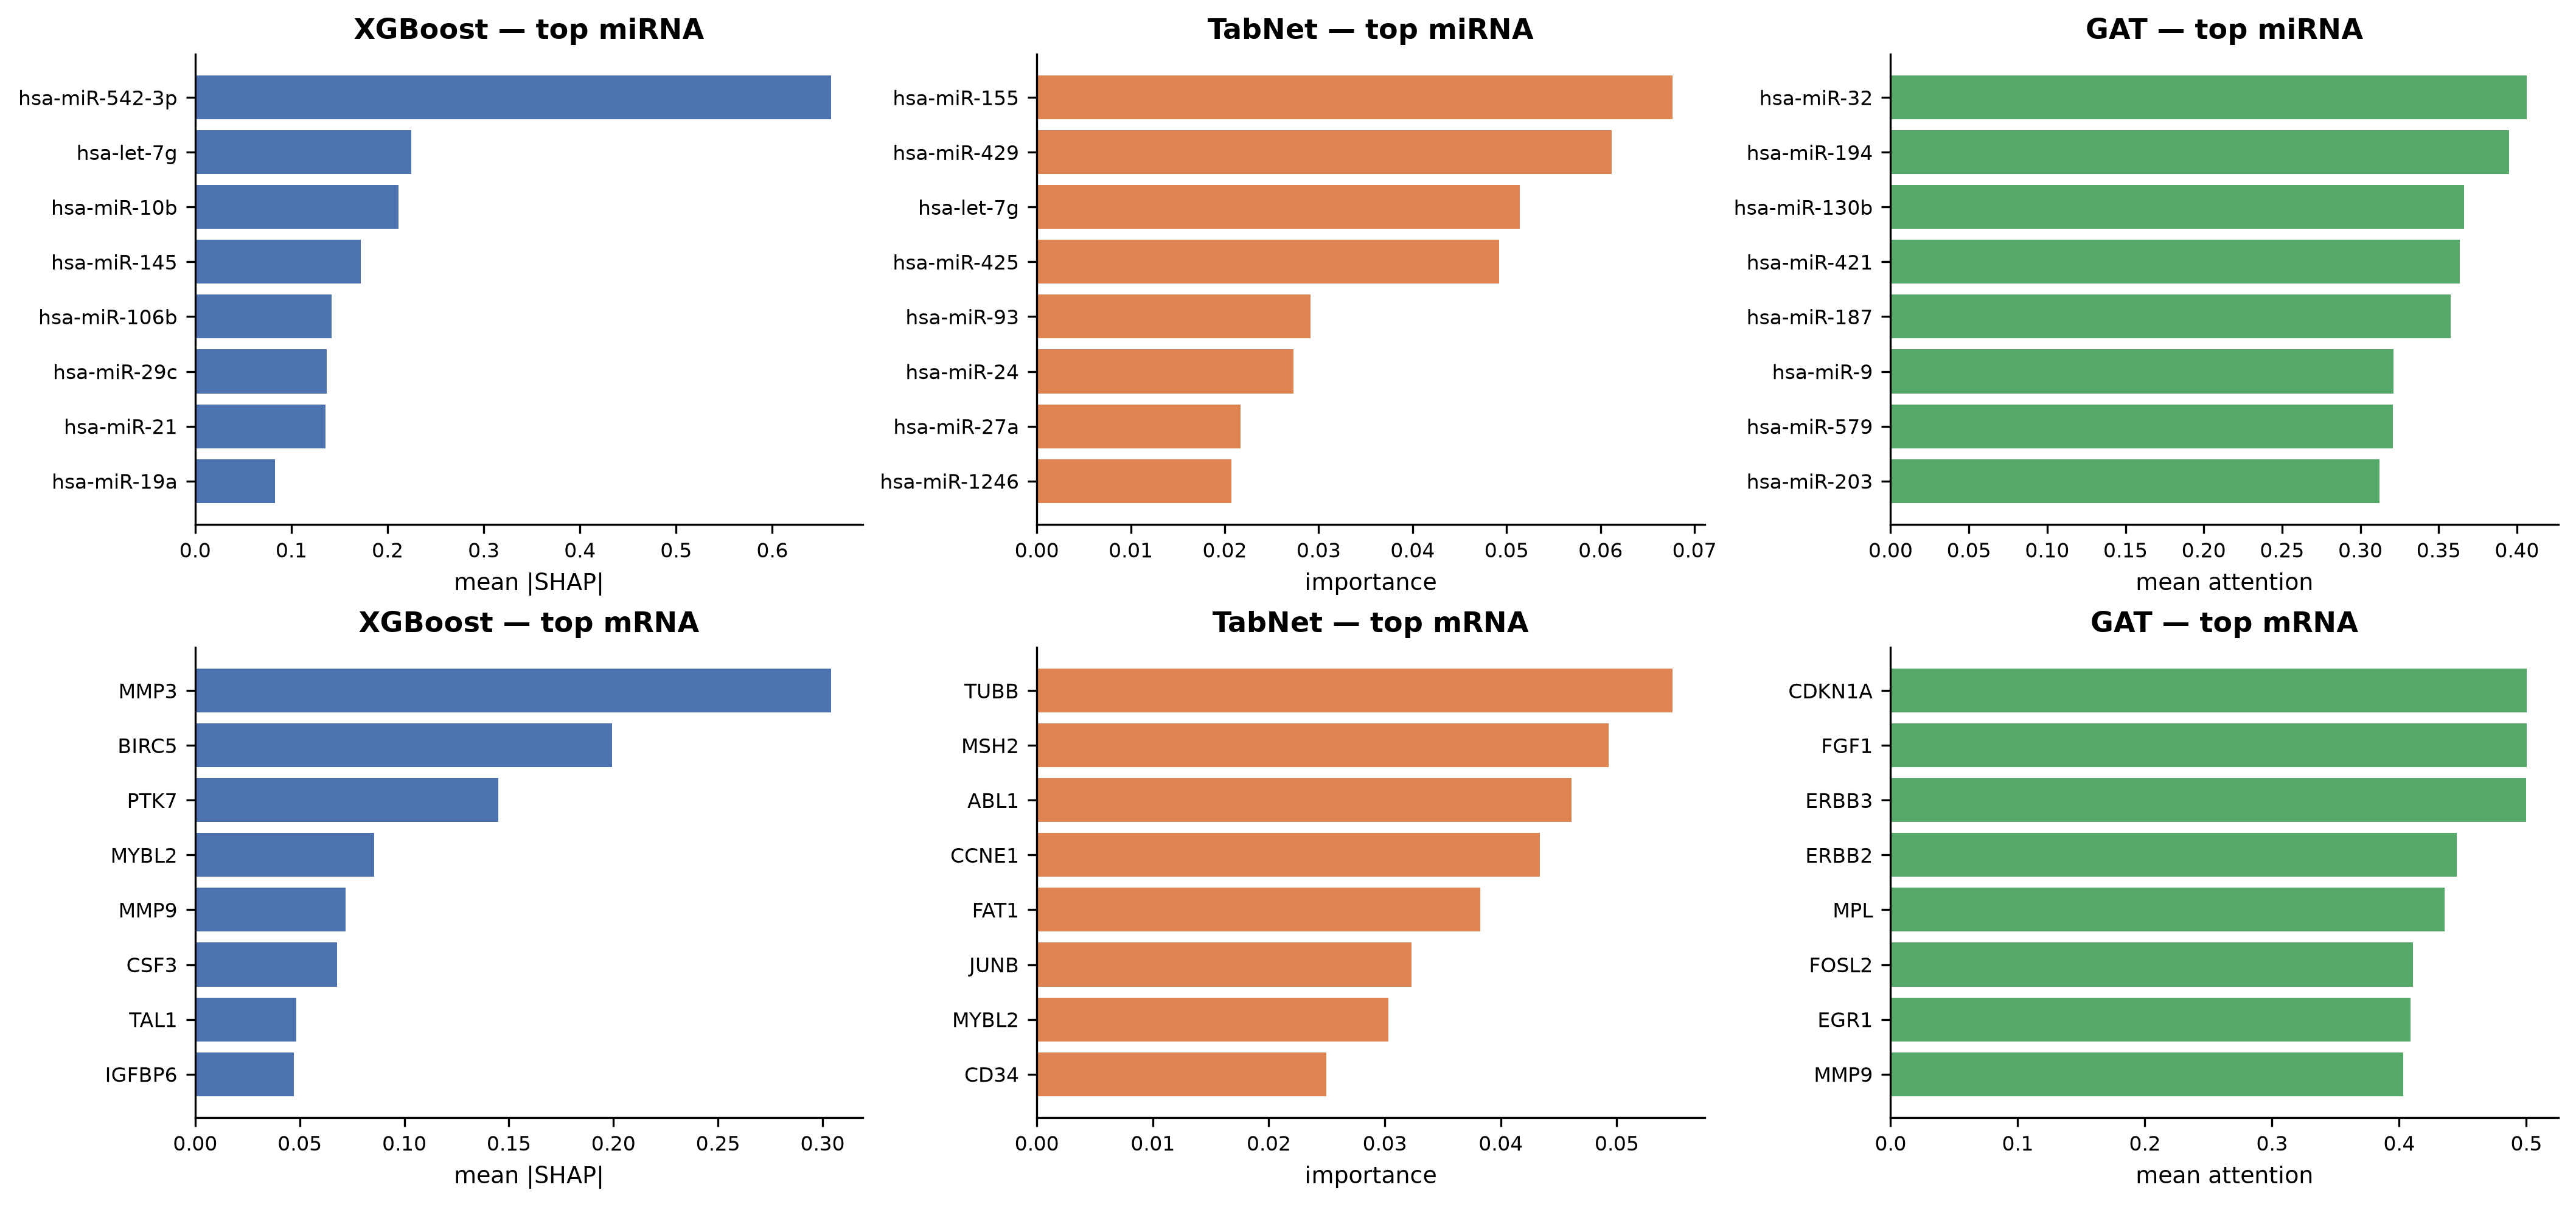 XGBoost — top miRNA
hsa-miR-542-3p
hsa-let-7g
hsa-miR-10b
hsa-miR-145
hsa-miR-106b
hsa-miR-29c
hsa-miR-21
hsa-miR-19a
0.0 0.1 0.2 0.3 0.4 0.5 0.6
mean |SHAP|
TabNet — top miRNA
hsa-miR-155
hsa-miR-429
hsa-let-7g
hsa-miR-425
hsa-miR-93
hsa-miR-24
hsa-miR-27a
hsa-miR-1246
0.00 0.01 0.02 0.03 0.04 0.05 0.06 0.07
importance
GAT — top miRNA
hsa-miR-32
hsa-miR-194
hsa-miR-130b
hsa-miR-421
hsa-miR-187
hsa-miR-9
hsa-miR-579
hsa-miR-203
0.00 0.05 0.10 0.15 0.20 0.25 0.30 0.35 0.40
mean attention
XGBoost — top mRNA
MMP3
BIRC5
PTK7
MYBL2
MMP9
CSF3
TAL1
IGFBP6
0.00 0.05 0.10 0.15 0.20 0.25 0.30
mean |SHAP|
TabNet — top mRNA
TUBB
MSH2
ABL1
CCNE1
FAT1
JUNB
MYBL2
CD34
0.00 0.01 0.02 0.03 0.04 0.05
importance
GAT — top mRNA
CDKN1A
FGF1
ERBB3
ERBB2
MPL
FOSL2
EGR1
MMP9
0.0 0.1 0.2 0.3 0.4 0.5
mean attention